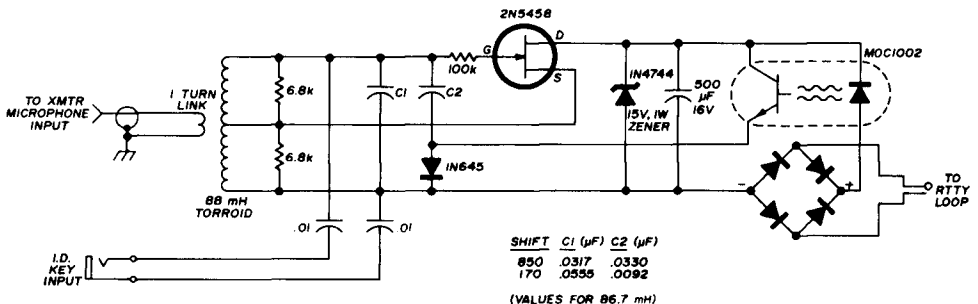 2N5458
G
D
S
100k
MOC1002
1 TURN
LINK
TO XMTR
MICROPHONE
INPUT
6.8k
6.8k
C1
C2
1N4744
15V, 1W
ZENER
500
µF
16V
1N645
88 mH
TORROID
-
+
TO
RTTY
LOOP
.01
.01
I.D.
KEY
INPUT
SHIFT C1 (µF) C2 (µF)
850 .0317 .0330
170 .0555 .0092
(VALUES FOR 86.7 mH)